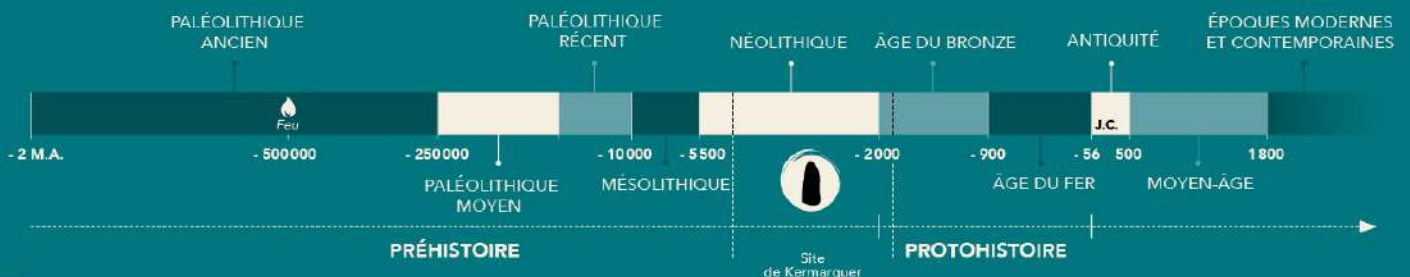 PALÉOLITHIQUE
ANCIEN
PALÉOLITHIQUE
RÉCENT
NÉOLITHIQUE
ÂGE DU BRONZE
ANTIQUITÉ
ÉPOQUES MODERNES
ET CONTEMPORAINES
Feu
J.C.
- 2 M.A.
- 500000
- 250000
- 10000
- 5500
- 2000
- 900
- 56
500
1800
PALÉOLITHIQUE
MOYEN
MÉSOLITHIQUE
ÂGE DU FER
MOYEN-ÂGE
PRÉHISTOIRE
Site
de Kermarquer
PROTOHISTOIRE